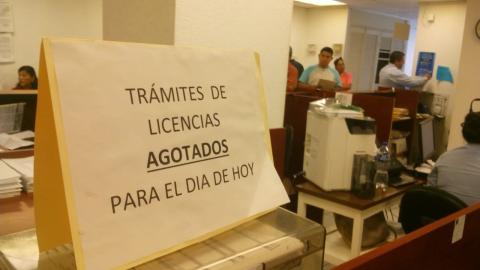 TRÁMITES DE
LICENCIAS
AGOTADOS
PARA EL DIA DE HOY